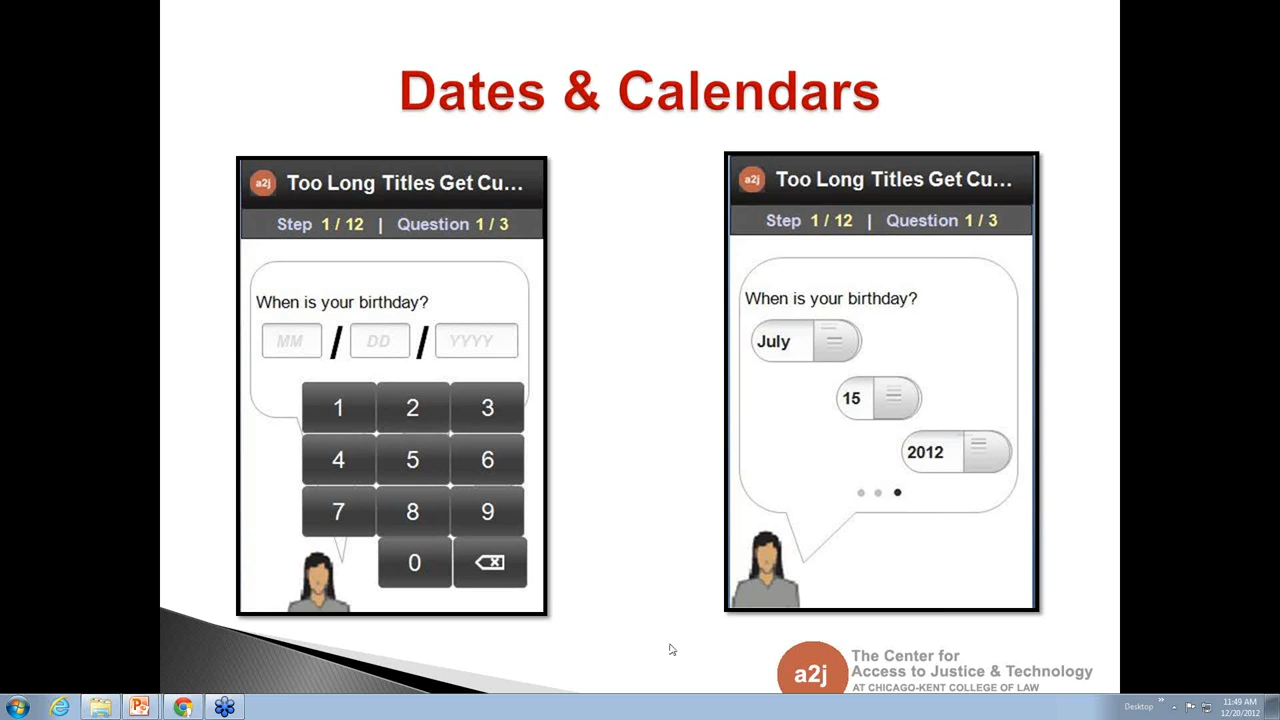 Dates & Calendars
a2j Too Long Titles Get Cu...
Step 1 / 12 | Question 1 / 3
When is your birthday?
MM / DD / YYYY
1 2 3
4 5 6
7 8 9
0
a2j Too Long Titles Get Cu...
Step 1 / 12 | Question 1 / 3
When is your birthday?
July
15
2012
a2j
The Center for
Access to Justice & Technology
AT CHICAGO-KENT COLLEGE OF LAW
Desktop
11:49 AM
12/20/2012